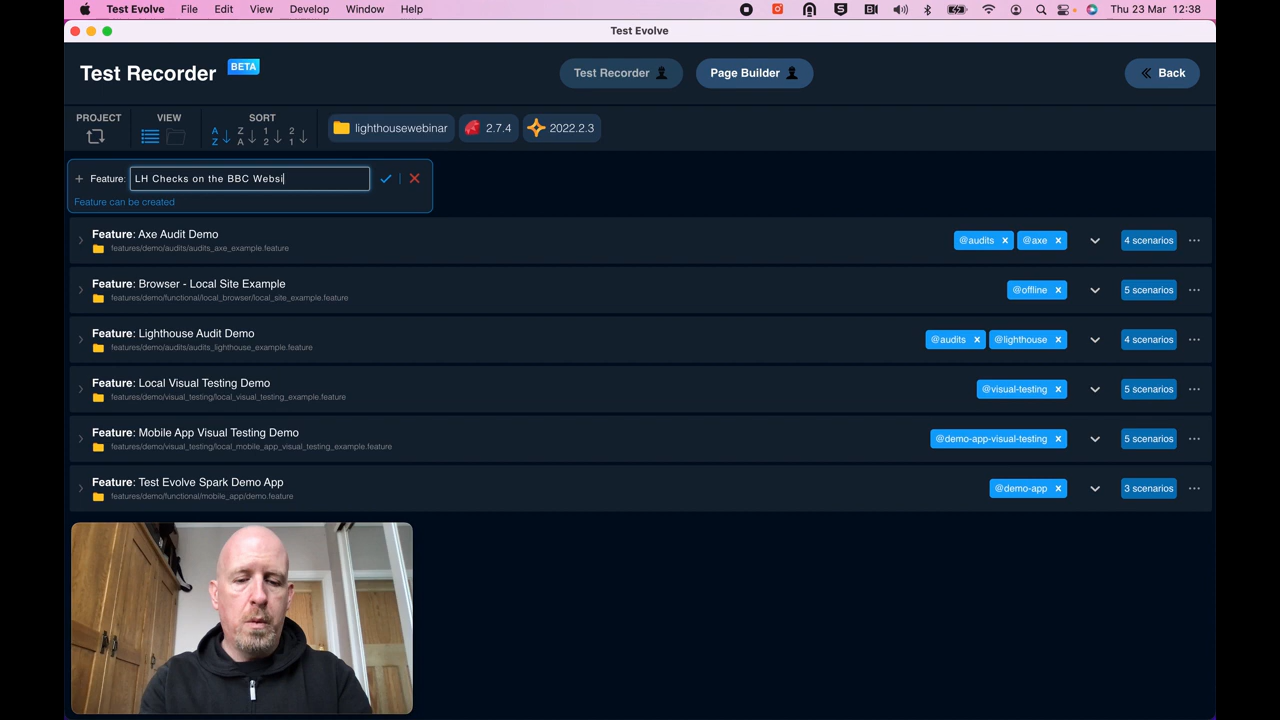 Test Evolve File Edit View Develop Window Help Thu 23 Mar 12:38
Test Evolve
Test Recorder BETA Test Recorder Page Builder Back
PROJECT VIEW SORT
A Z Z A 1 2 2 1
lighthousewebinar 2.7.4 2022.2.3
Feature: LH Checks on the BBC Websi
Feature can be created
Feature: Axe Audit Demo
features/demo/audits/audits_axe_example.feature
@audits x @axe x 4 scenarios
Feature: Browser - Local Site Example
features/demo/functional/local_browser/local_site_example.feature
@offline x 5 scenarios
Feature: Lighthouse Audit Demo
features/demo/audits/audits_lighthouse_example.feature
@audits x @lighthouse x 4 scenarios
Feature: Local Visual Testing Demo
features/demo/visual_testing/local_visual_testing_example.feature
@visual-testing x 5 scenarios
Feature: Mobile App Visual Testing Demo
features/demo/visual_testing/local_mobile_app_visual_testing_example.feature
@demo-app-visual-testing x 5 scenarios
Feature: Test Evolve Spark Demo App
features/demo/functional/mobile_app/demo.feature
@demo-app x 3 scenarios